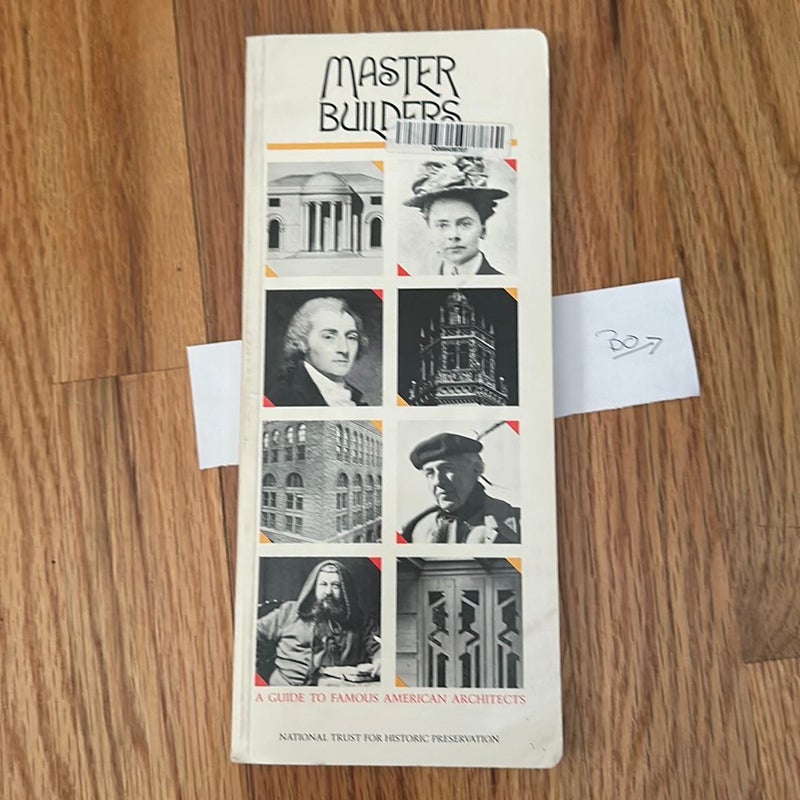 MASTER
BUILDERS
A GUIDE TO FAMOUS AMERICAN ARCHITECTS
NATIONAL TRUST FOR HISTORIC PRESERVATION